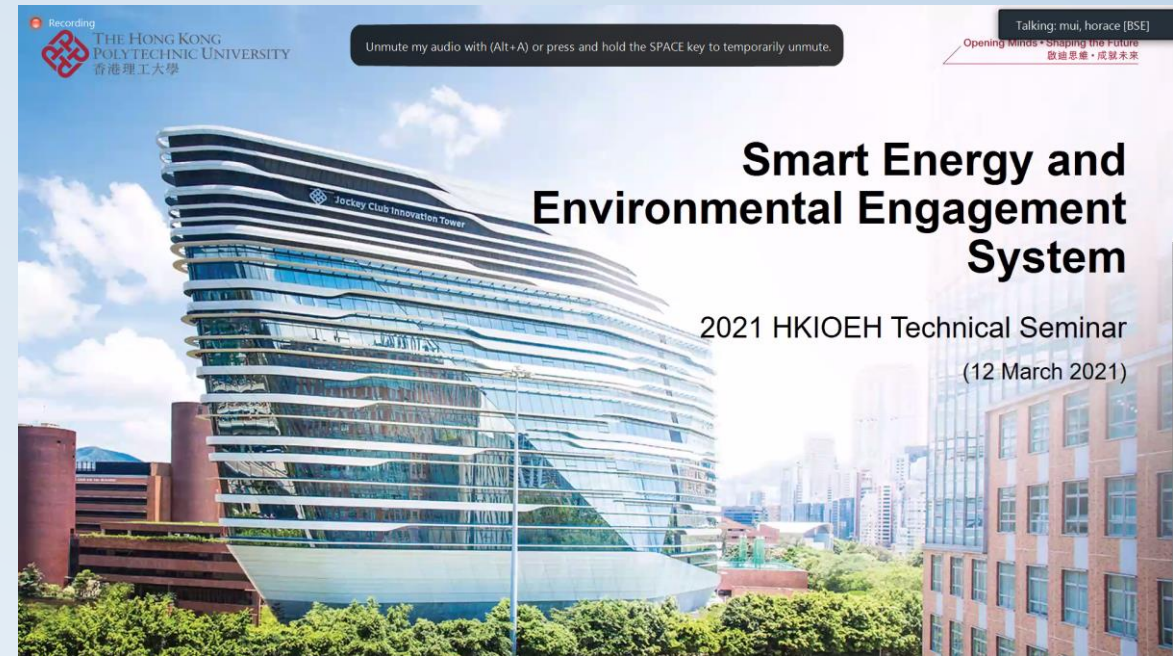 Recording
THE HONG KONG
POLYTECHNIC UNIVERSITY
香港理工大學
Unmute my audio with (Alt+A) or press and hold the SPACE key to temporarily unmute.
Talking: mui, horace [BSE]
Opening Minds • Shaping the Future
啟迪思維 • 成就未來
Smart Energy and
Environmental Engagement
System
2021 HKIOEH Technical Seminar
(12 March 2021)
Jockey Club Innovation Tower